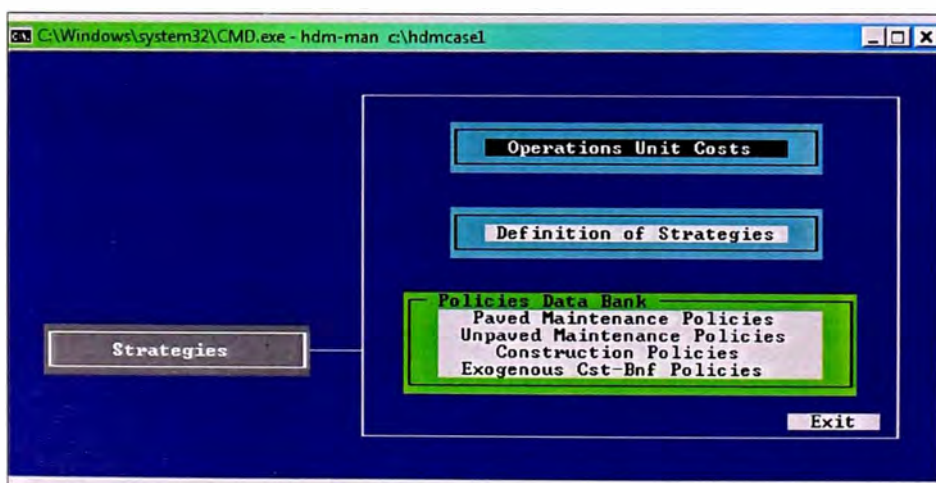 C:\Windows\system32\CMD.exe - hdm-man c:\hdmcase1
Operations Unit Costs
Definition of Strategies
Policies Data Bank
Paved Maintenance Policies
Unpaved Maintenance Policies
Construction Policies
Exogenous Cst-Bnf Policies
Strategies
Exit